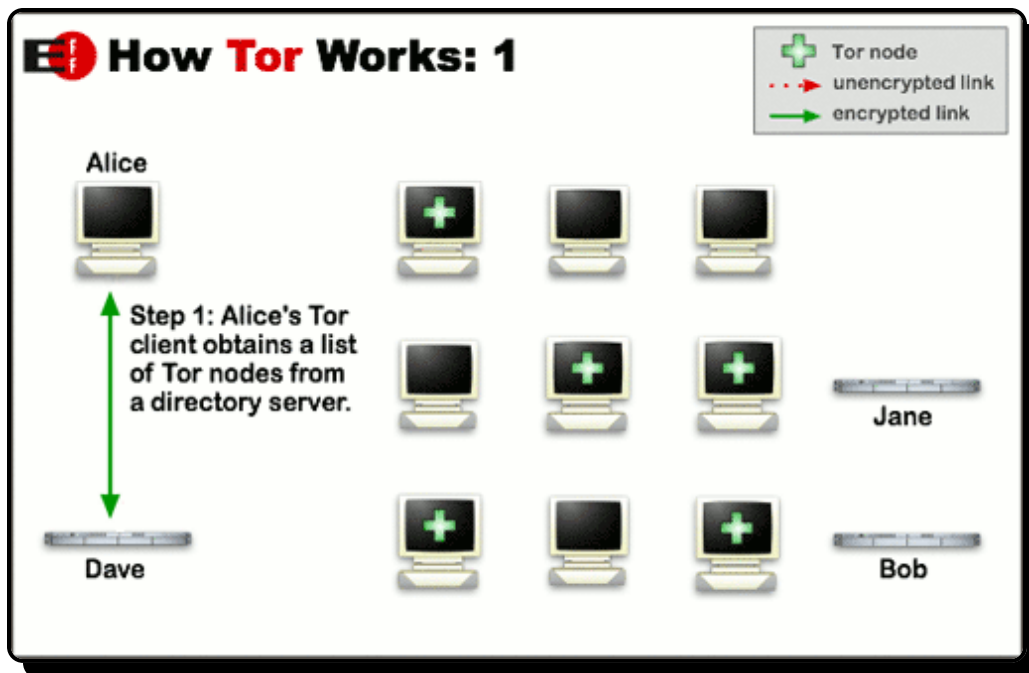 EFF How Tor Works: 1
Tor node
unencrypted link
encrypted link
Alice
Step 1: Alice's Tor
client obtains a list
of Tor nodes from
a directory server.
Jane
Dave
Bob